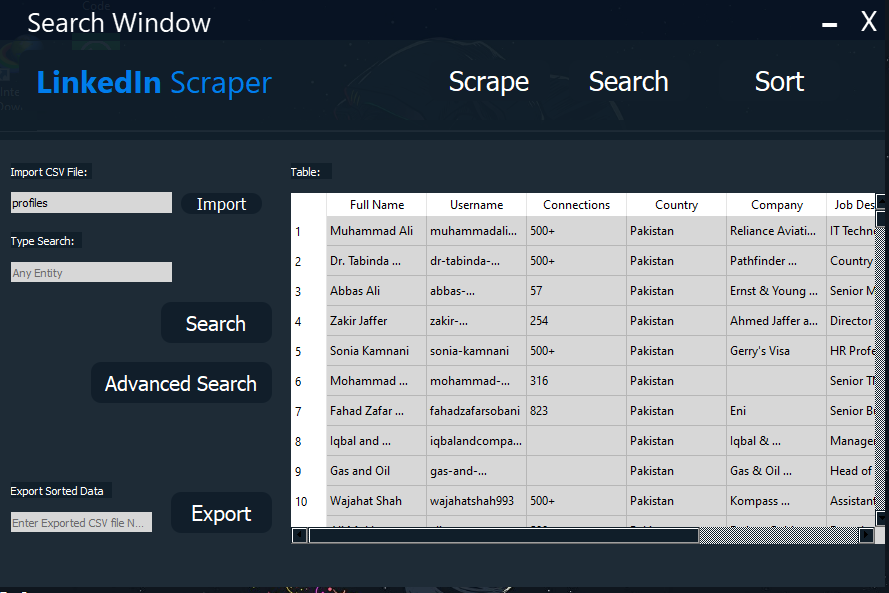 Search Window
X
LinkedIn Scraper
Scrape Search Sort
Import CSV File:
profiles
Import
Type Search:
Any Entity
Search
Advanced Search
Export Sorted Data
Enter Exported CSV file N...
Export
Table:
Full Name Username Connections Country Company Job Des
1 Muhammad Ali muhammadali... 500+ Pakistan Reliance Aviati... IT Techn
2 Dr. Tabinda ... dr-tabinda-... 500+ Pakistan Pathfinder ... Country
3 Abbas Ali abbas-... 57 Pakistan Ernst & Young ... Senior M
4 Zakir Jaffer zakir-... 254 Pakistan Ahmed Jaffer a... Director
5 Sonia Kamnani sonia-kamnani 500+ Pakistan Gerry's Visa HR Profe
6 Mohammad ... mohammad-... 316 Pakistan Senior Th
7 Fahad Zafar ... fahadzafarsobani 823 Pakistan Eni Senior Bu
8 Iqbal and ... iqbalandcompa... Pakistan Iqbal & ... Manage
9 Gas and Oil gas-and-... Pakistan Gas & Oil ... Head of
10 Wajahat Shah wajahatshah993 500+ Pakistan Kompass ... Assistant